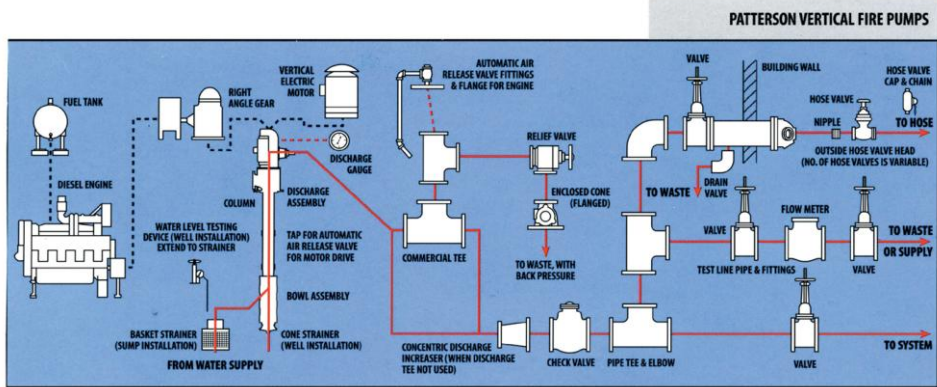 PATTERSON VERTICAL FIRE PUMPS
FUEL TANK
RIGHT
ANGLE GEAR
VERTICAL
ELECTRIC
MOTOR
AUTOMATIC AIR
RELEASE VALVE FITTINGS
& FLANGE FOR ENGINE
VALVE
BUILDING WALL
HOSE VALVE
CAP & CHAIN
HOSE VALVE
TO HOSE
NIPPLE
OUTSIDE HOSE VALVE HEAD
(NO. OF HOSE VALVES IS VARIABLE)
RELIEF VALVE
DISCHARGE
GAUGE
DIESEL ENGINE
COLUMN
DISCHARGE
ASSEMBLY
ENCLOSED CONE
(FLANGED)
TO WASTE
DRAIN
VALVE
WATER LEVEL TESTING
DEVICE (WELL INSTALLATION)
EXTEND TO STRAINER
TAP FOR AUTOMATIC
AIR RELEASE VALVE
FOR MOTOR DRIVE
COMMERCIAL TEE
TO WASTE, WITH
BACK PRESSURE
VALVE
FLOW METER
TO WASTE
OR SUPPLY
TEST LINE PIPE & FITTINGS
VALVE
BOWL ASSEMBLY
BASKET STRAINER
(SUMP INSTALLATION)
CONE STRAINER
(WELL INSTALLATION)
FROM WATER SUPPLY
CONCENTRIC DISCHARGE
INCREASER (WHEN DISCHARGE
TEE NOT USED)
CHECK VALVE
PIPE TEE & ELBOW
VALVE
TO SYSTEM